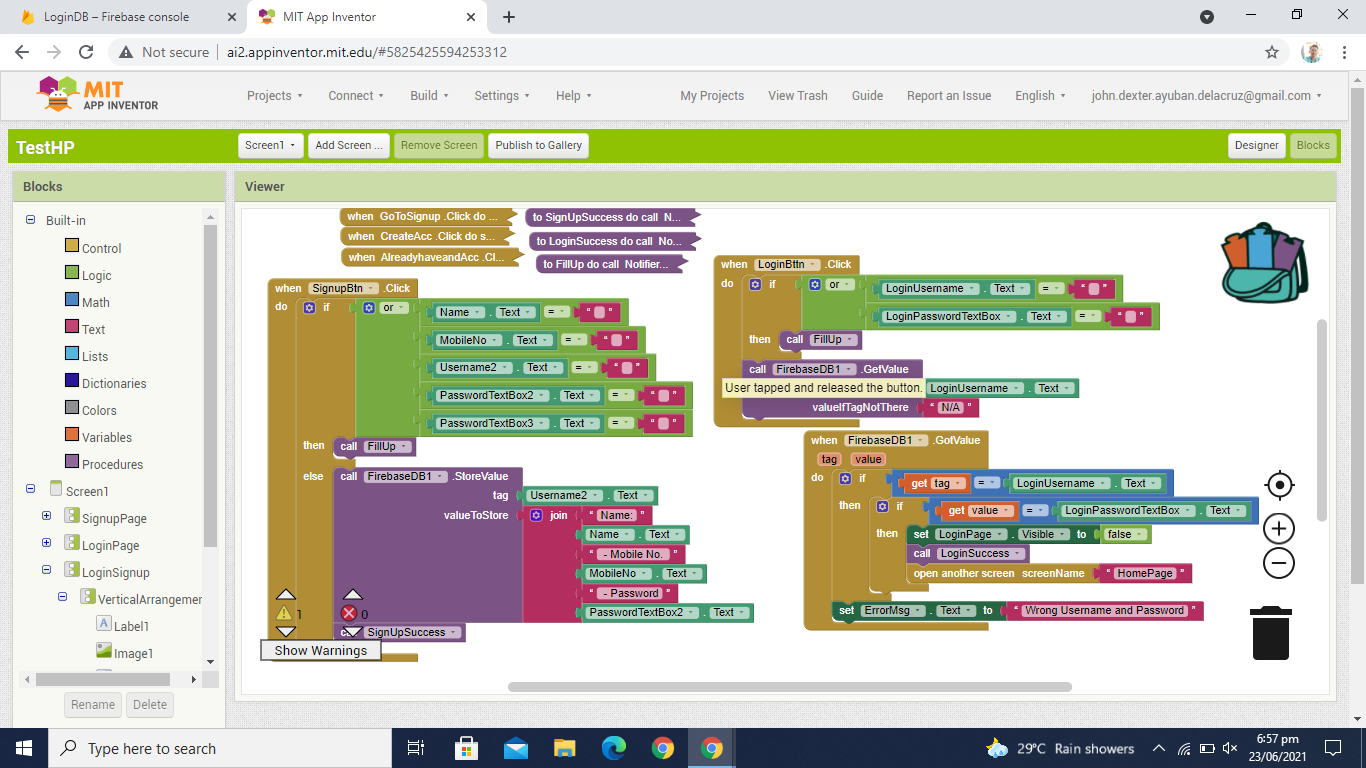 LoginDB – Firebase console
MIT App Inventor
Not secure | ai2.appinventor.mit.edu/#5825425594253312
MIT
APP INVENTOR
Projects Connect Build Settings Help My Projects View Trash Guide Report an Issue English john.dexter.ayuban.delacruz@gmail.com
TestHP Screen1 Add Screen ... Remove Screen Publish to Gallery Designer Blocks
Blocks
Viewer
Built-in
Control
Logic
Math
Text
Lists
Dictionaries
Colors
Variables
Procedures
Screen1
SignupPage
LoginPage
LoginSignup
VerticalArrangemer
Label1
Image1
Rename Delete
when GoToSignup .Click do ...
when CreateAcc .Click do s...
when AlreadyhaveandAcc .Cl...
to SignUpSuccess do call N...
to LoginSuccess do call No...
to FillUp do call Notifier...
when SignupBtn .Click
do if or Name . Text = " "
MobileNo . Text = " "
Username2 . Text = " "
PasswordTextBox2 . Text = " "
PasswordTextBox3 . Text = " "
then call FillUp
else call FirebaseDB1 .StoreValue
tag Username2 . Text
valueToStore join " Name: "
Name . Text
" - Mobile No. "
MobileNo . Text
" - Password "
PasswordTextBox2 . Text
SignUpSuccess
1 0
Show Warnings
when LoginBttn .Click
do if or LoginUsername . Text = " "
LoginPasswordTextBox . Text = " "
then call FillUp
call FirebaseDB1 .GetValue
User tapped and released the button. LoginUsername . Text
valueIfTagNotThere " N/A "
when FirebaseDB1 .GotValue
tag value
do if get tag = LoginUsername . Text
then if get value = LoginPasswordTextBox . Text
then set LoginPage . Visible to false
call LoginSuccess
open another screen screenName " HomePage "
set ErrorMsg . Text to " Wrong Username and Password "
Type here to search
29°C Rain showers
6:57 pm
23/06/2021